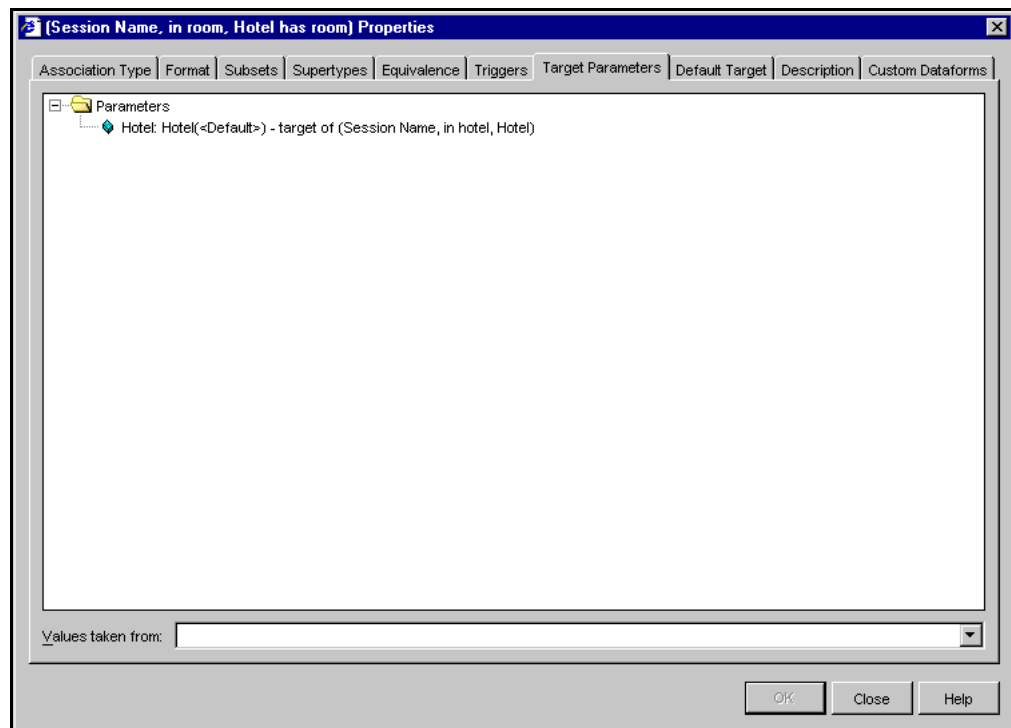 (Session Name, in room, Hotel has room) Properties
Association Type Format Subsets Supertypes Equivalence Triggers Target Parameters Default Target Description Custom Dataforms
Parameters
Hotel: Hotel(<Default>) - target of (Session Name, in hotel, Hotel)
Values taken from:
OK Close Help